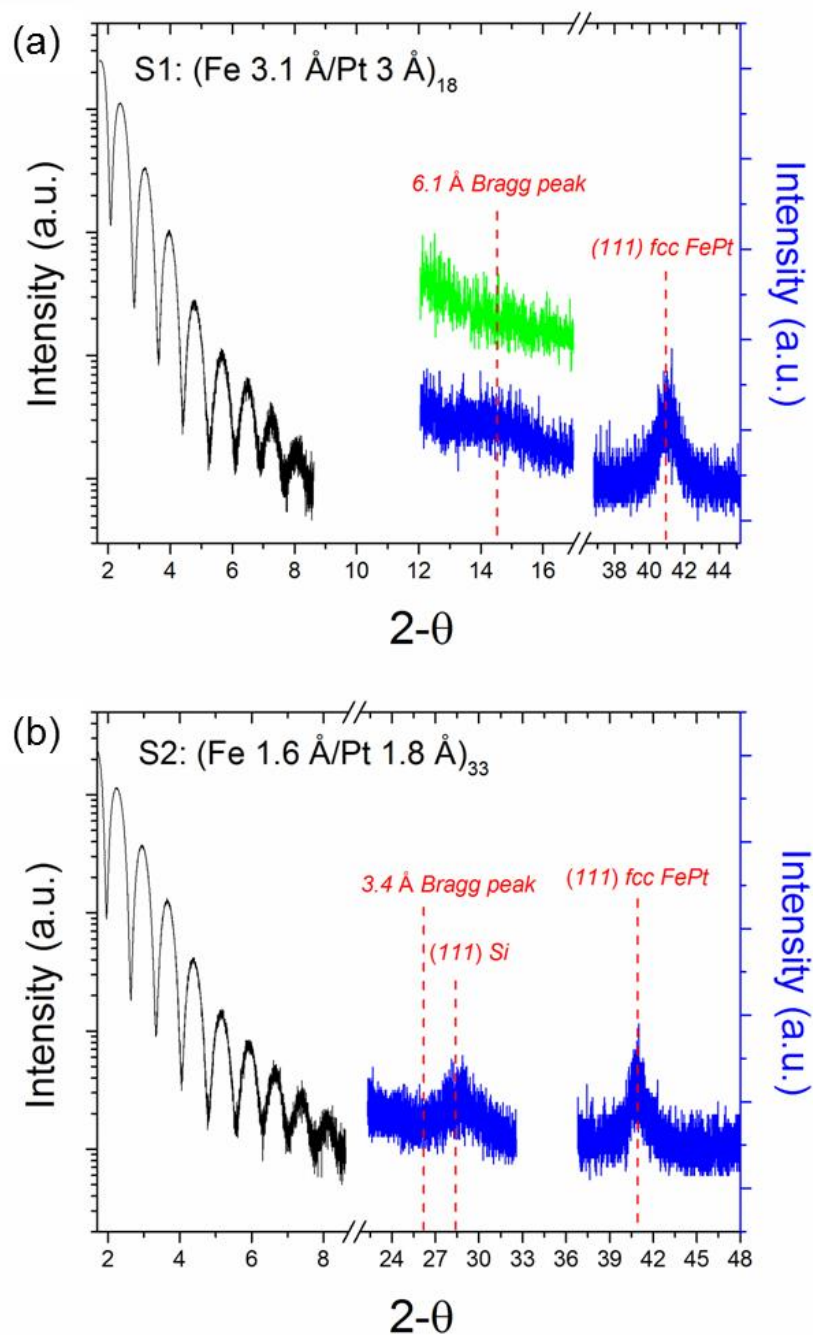 (a)
S1: (Fe 3.1 Å/Pt 3 Å)18
6.1 Å Bragg peak
(111) fcc FePt
Intensity (a.u.)
Intensity (a.u.)
2 4 6 8 10 12 14 16 38 40 42 44
2-θ
(b)
S2: (Fe 1.6 Å/Pt 1.8 Å)33
3.4 Å Bragg peak
(111) fcc FePt
(111) Si
Intensity (a.u.)
Intensity (a.u.)
2 4 6 8 24 27 30 33 36 39 42 45 48
2-θ